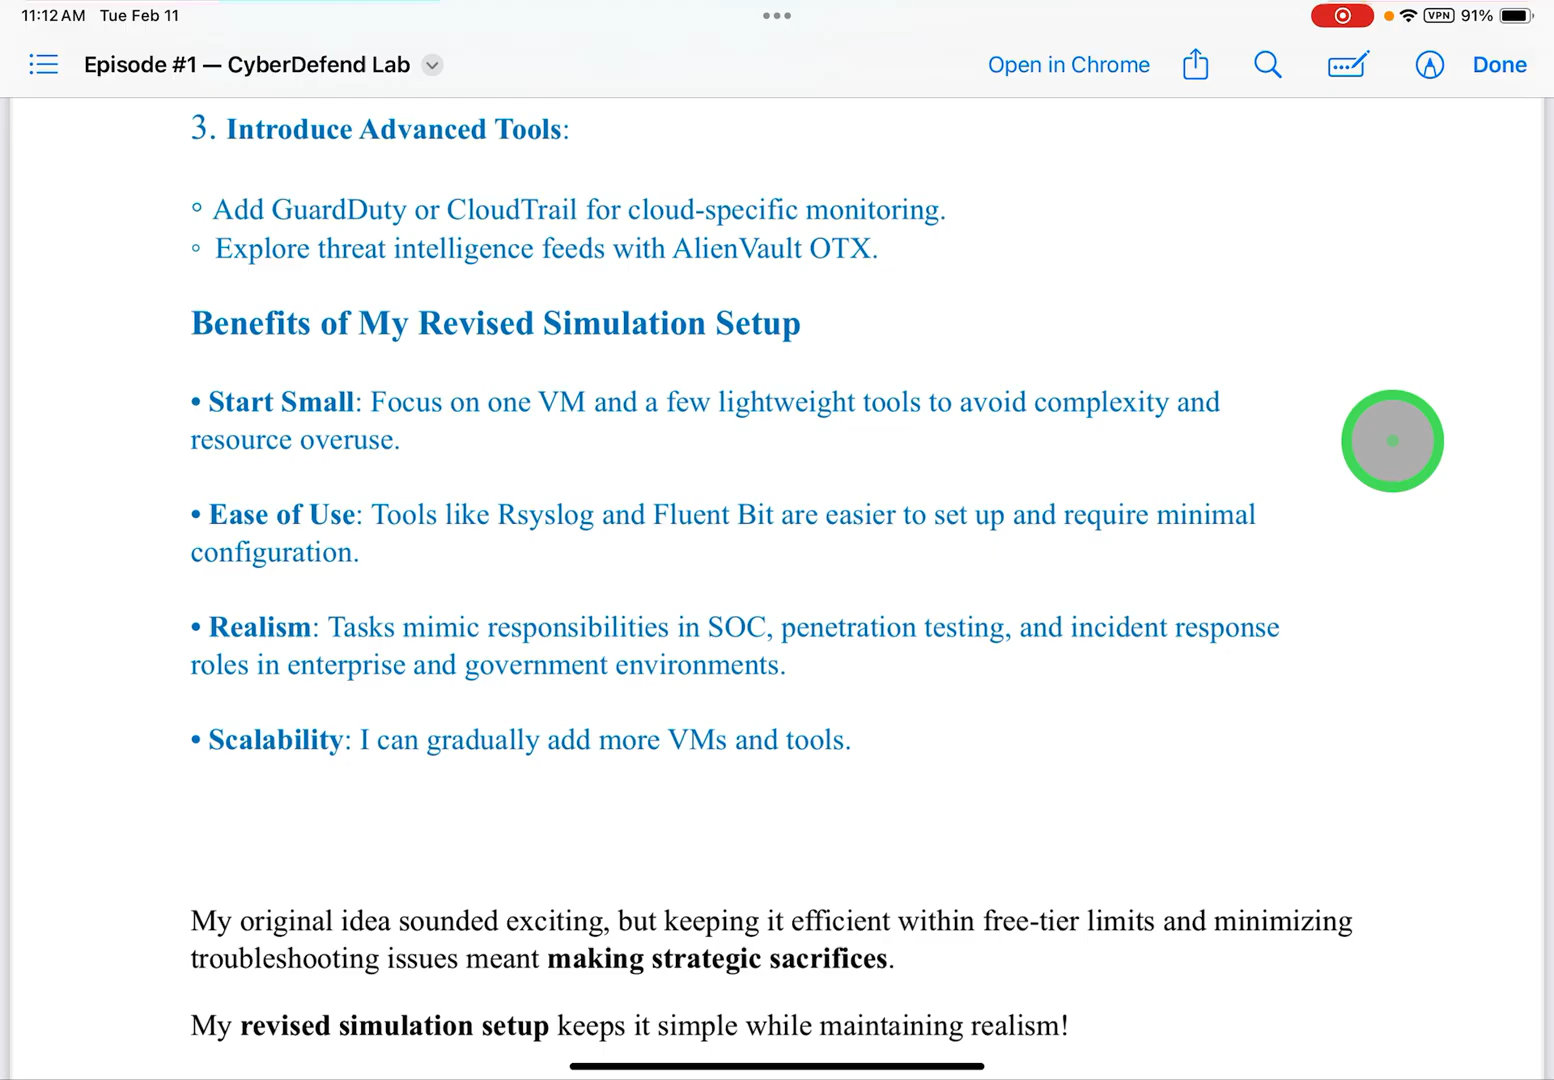 11:12 AM Tue Feb 11
VPN 91%
Episode #1 — CyberDefend Lab
Open in Chrome
Done
3. Introduce Advanced Tools:
◦ Add GuardDuty or CloudTrail for cloud-specific monitoring.
◦ Explore threat intelligence feeds with AlienVault OTX.
Benefits of My Revised Simulation Setup
• Start Small: Focus on one VM and a few lightweight tools to avoid complexity and
resource overuse.
• Ease of Use: Tools like Rsyslog and Fluent Bit are easier to set up and require minimal
configuration.
• Realism: Tasks mimic responsibilities in SOC, penetration testing, and incident response
roles in enterprise and government environments.
• Scalability: I can gradually add more VMs and tools.
My original idea sounded exciting, but keeping it efficient within free-tier limits and minimizing
troubleshooting issues meant making strategic sacrifices.
My revised simulation setup keeps it simple while maintaining realism!